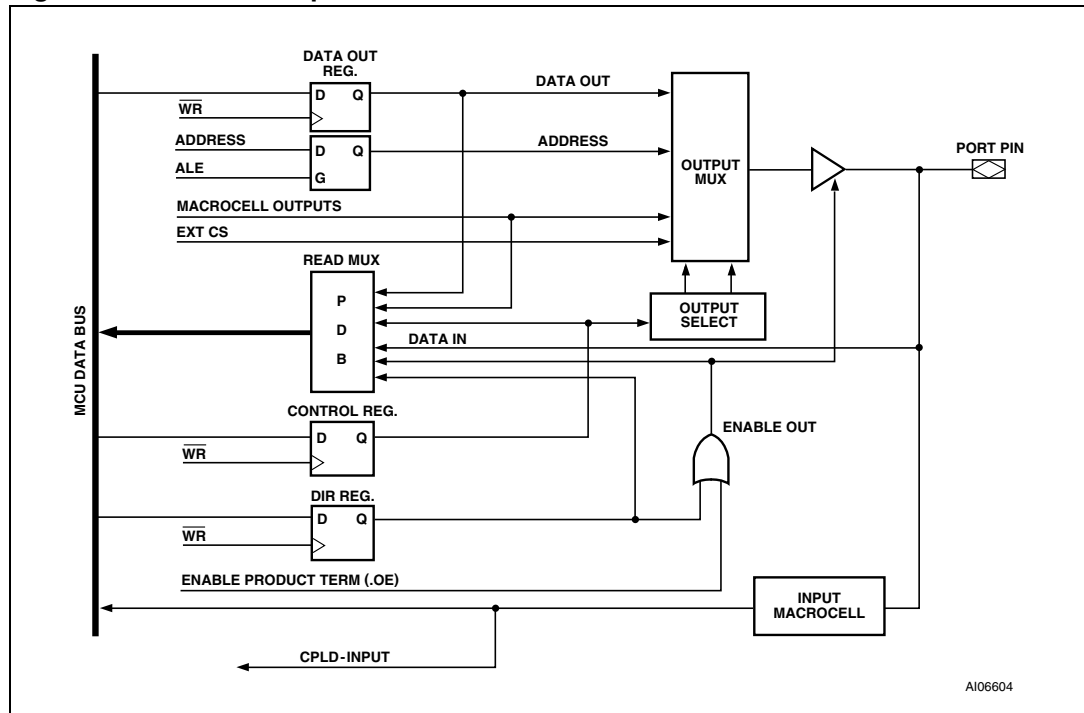 DATA OUT
REG.
D Q
WR
DATA OUT
ADDRESS
D Q
ALE
G
ADDRESS
OUTPUT
MUX
PORT PIN
MACROCELL OUTPUTS
EXT CS
READ MUX
P
D
B
OUTPUT
SELECT
DATA IN
MCU DATA BUS
CONTROL REG.
D Q
WR
ENABLE OUT
DIR REG.
D Q
WR
ENABLE PRODUCT TERM (.OE)
INPUT
MACROCELL
CPLD-INPUT
AI06604